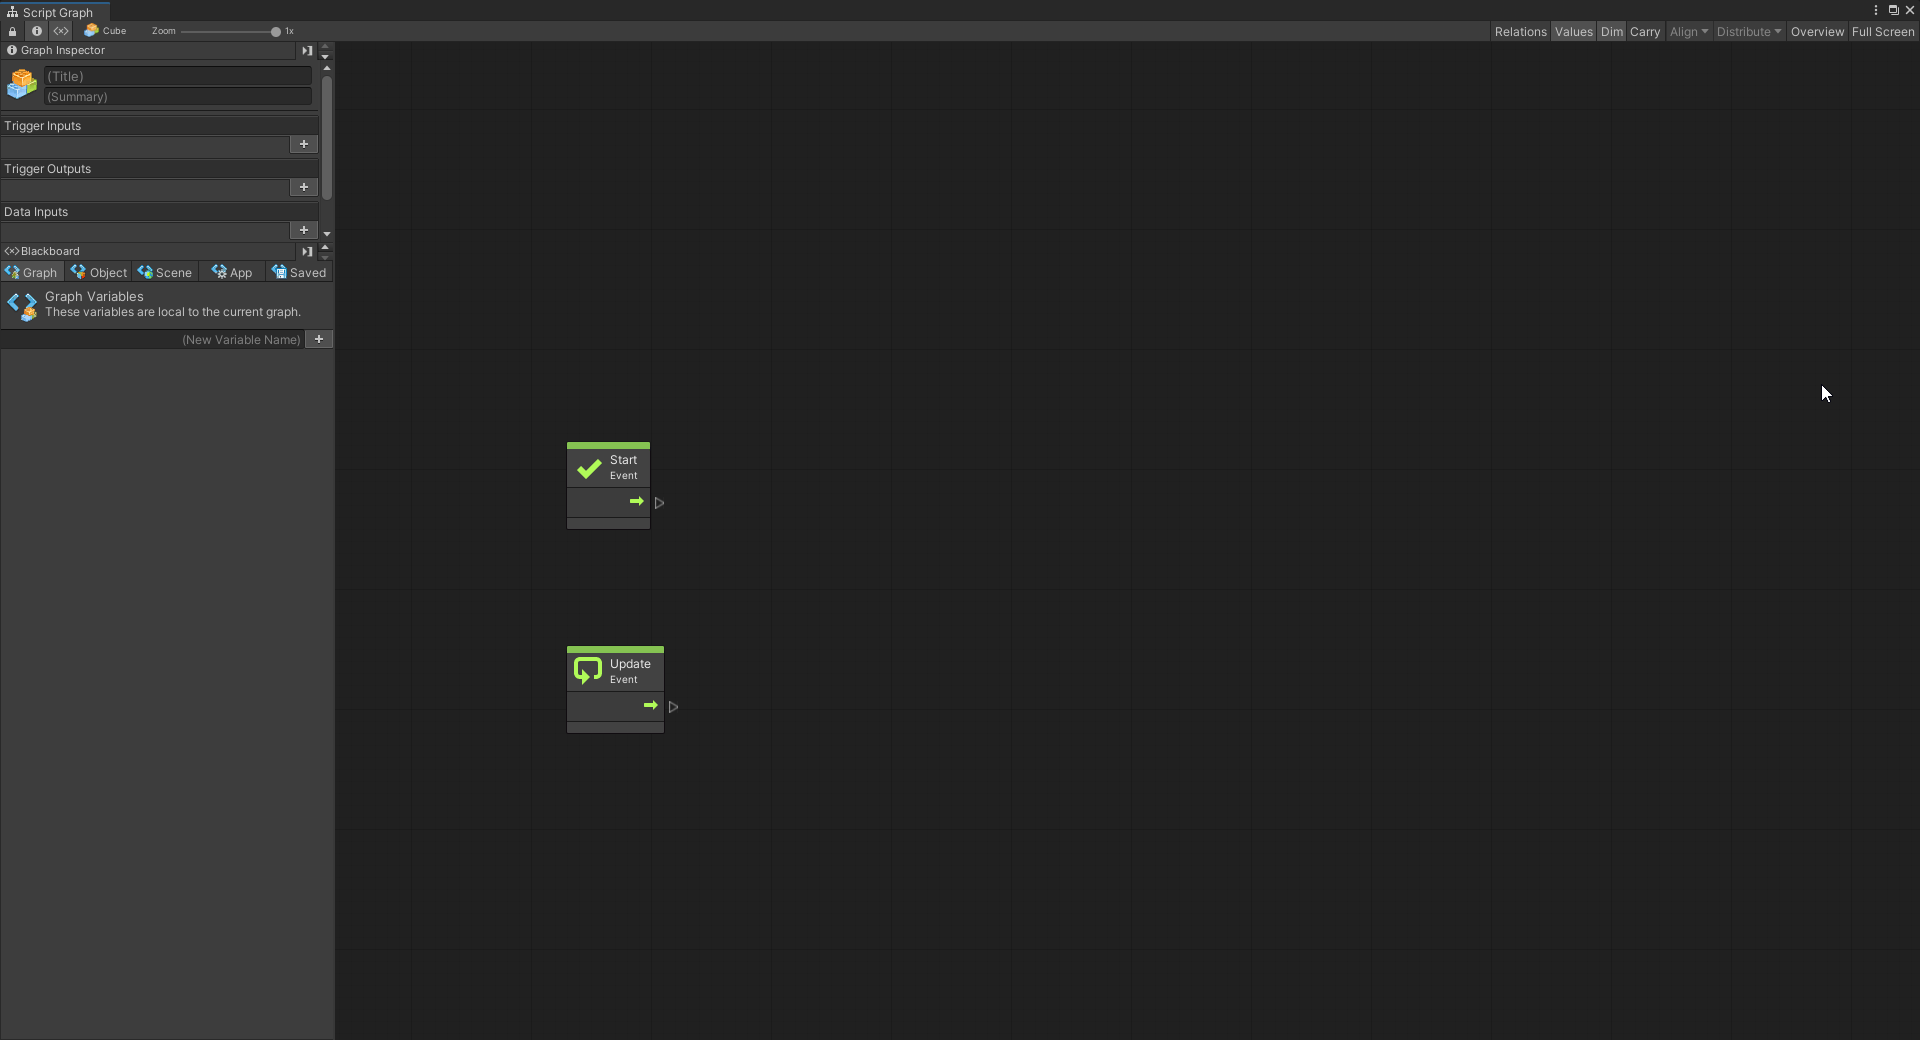 Script Graph
Cube Zoom 1x Relations Values Dim Carry Align Distribute Overview Full Screen
Graph Inspector
(Title)
(Summary)
Trigger Inputs
Trigger Outputs
Data Inputs
Blackboard
Graph Object Scene App Saved
Graph Variables
These variables are local to the current graph.
(New Variable Name)
Start
Event
Update
Event